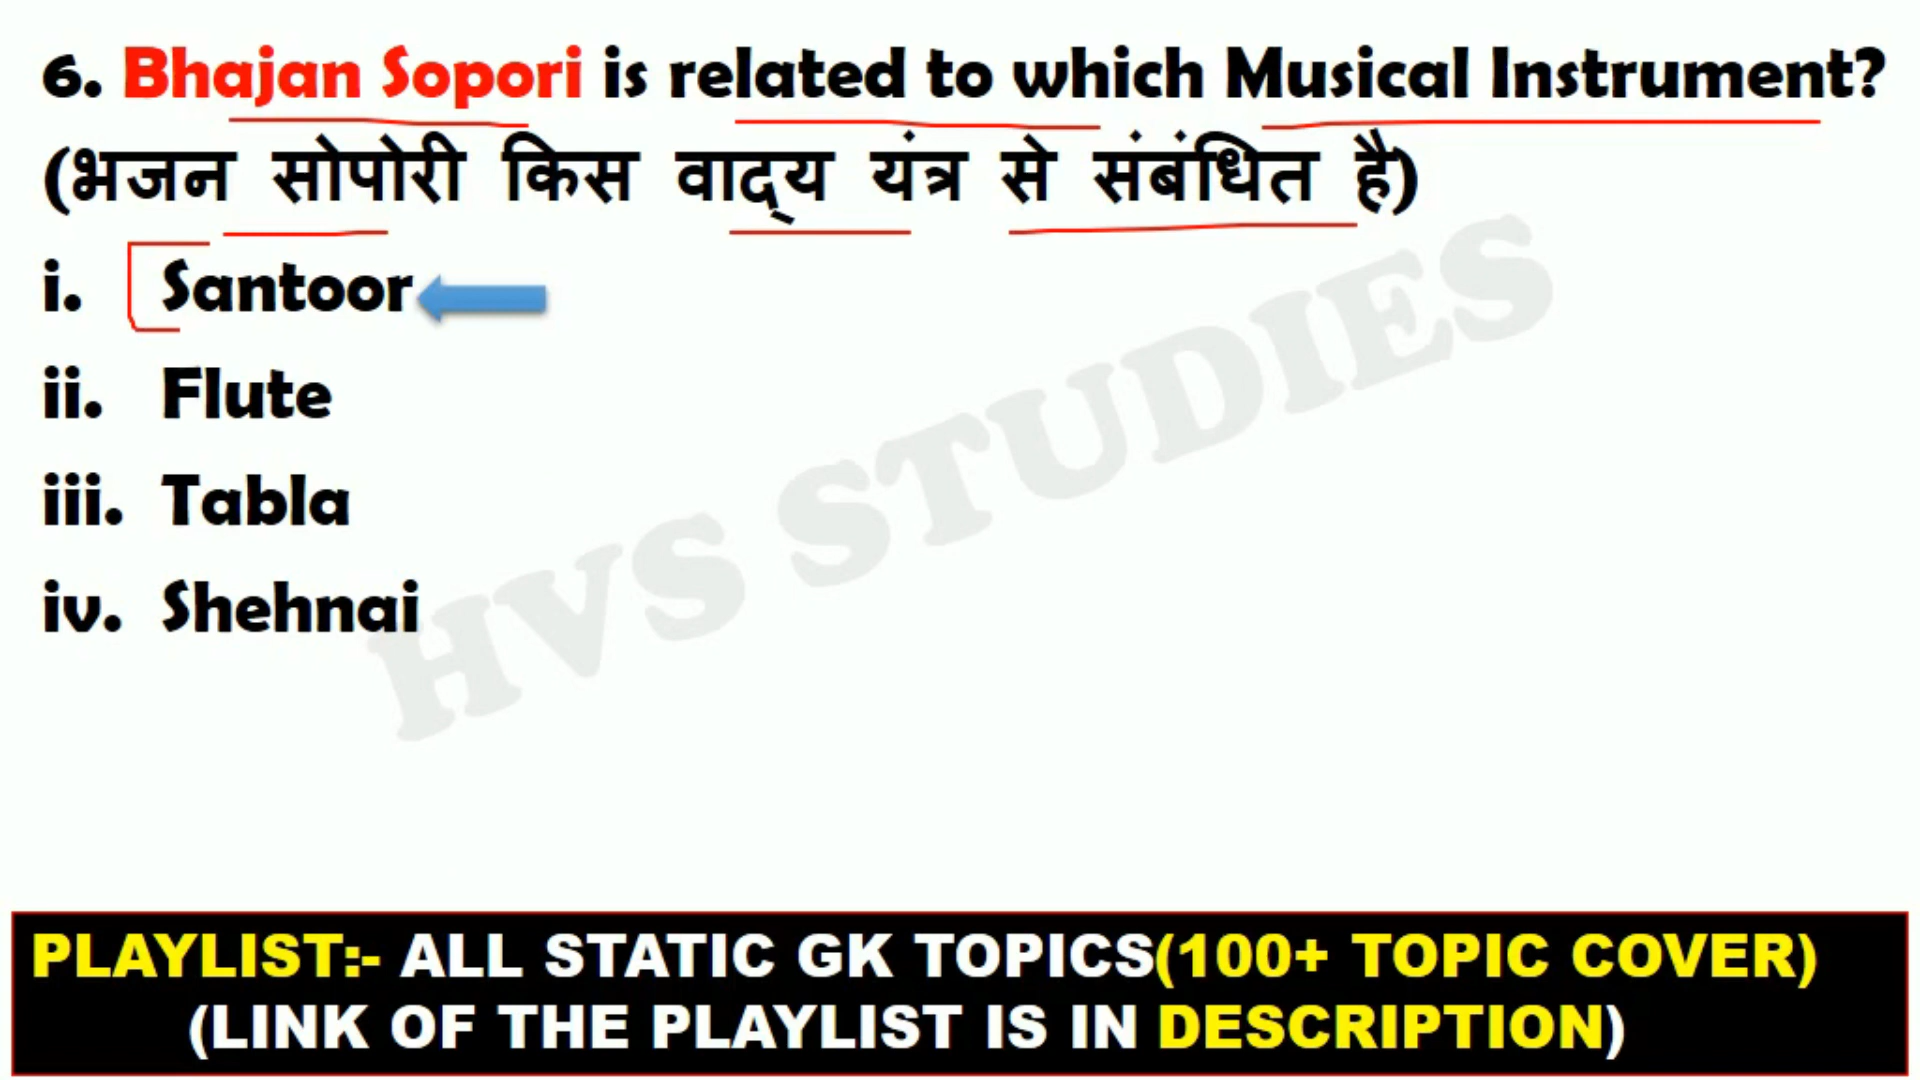 6. Bhajan Sopori is related to which Musical Instrument?
(भजन सोपोरी किस वाद्य यंत्र से संबंधित है)
i. Santoor
ii. Flute
iii. Tabla
iv. Shehnai
HVS STUDIES
PLAYLIST:- ALL STATIC GK TOPICS(100+ TOPIC COVER)
(LINK OF THE PLAYLIST IS IN DESCRIPTION)